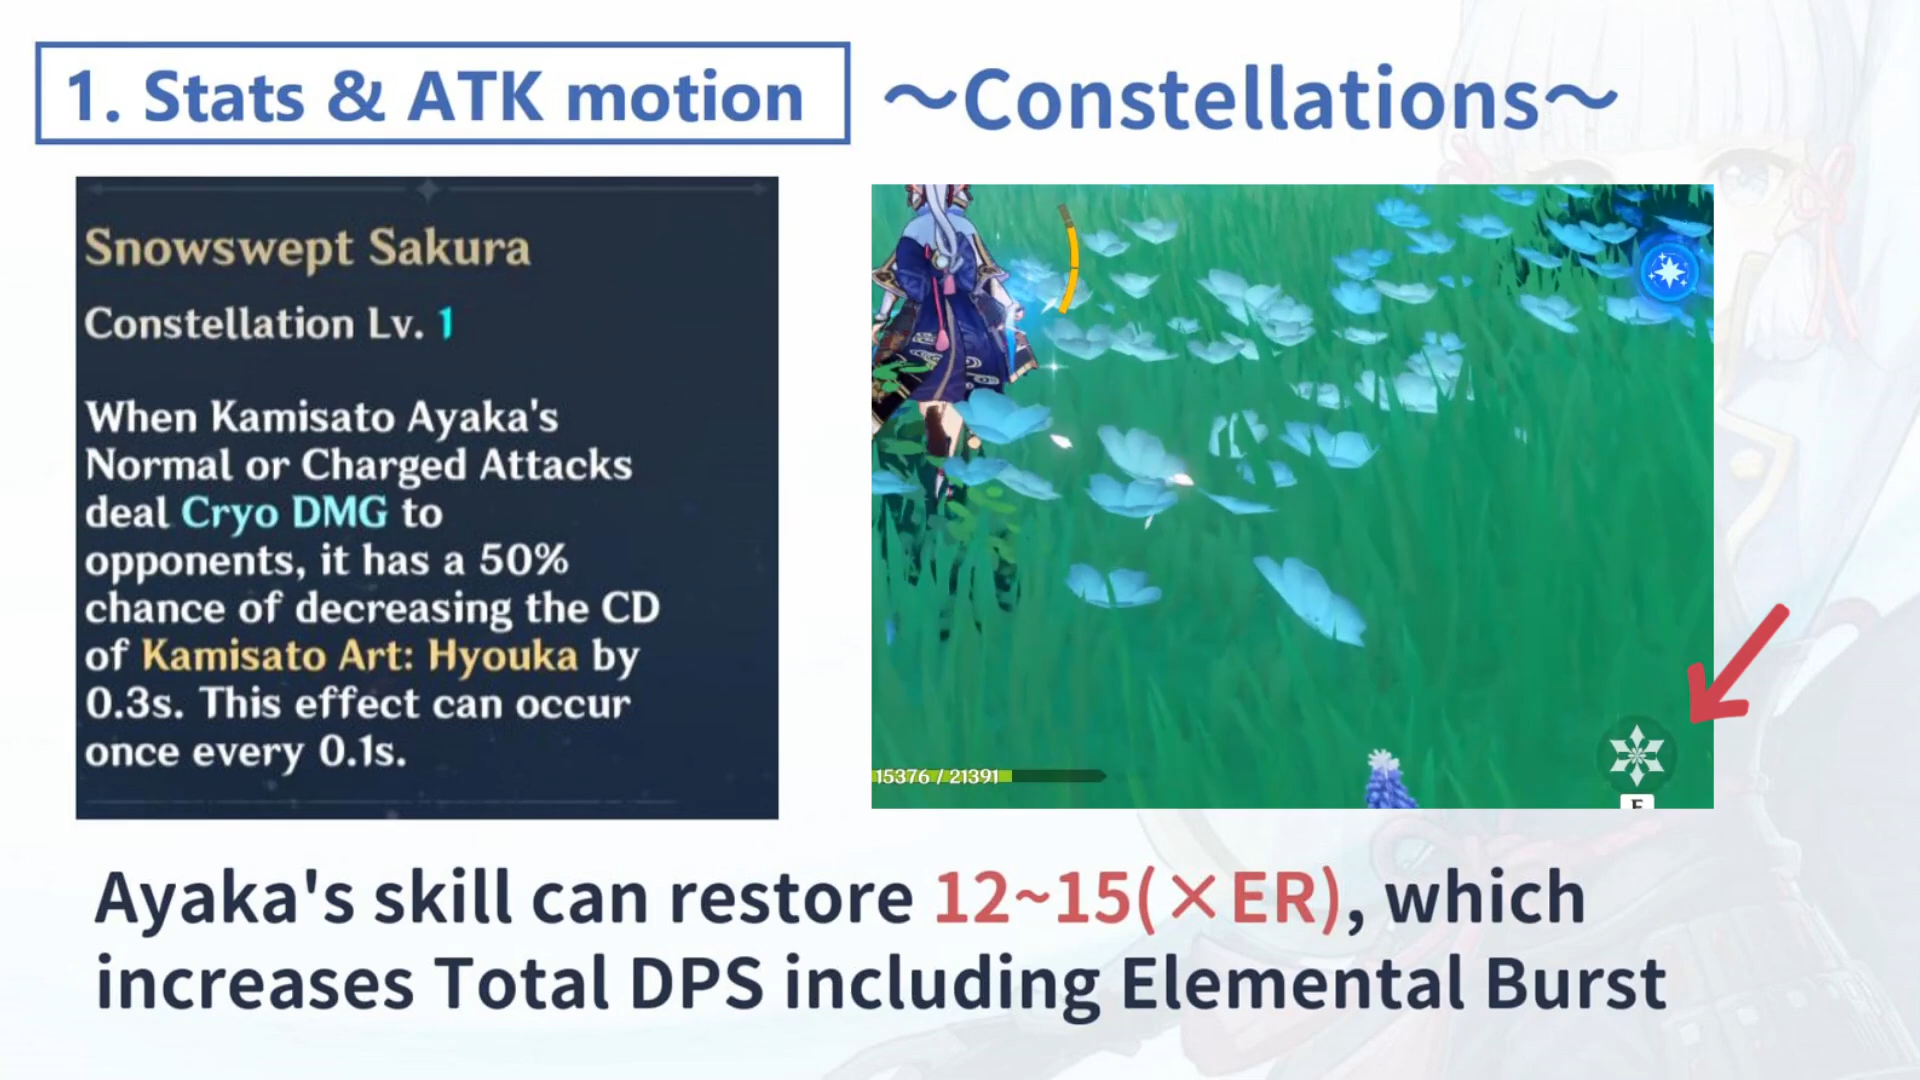 1. Stats & ATK motion
～Constellations～
Snowswept Sakura
Constellation Lv. 1
When Kamisato Ayaka's
Normal or Charged Attacks
deal Cryo DMG to
opponents, it has a 50%
chance of decreasing the CD
of Kamisato Art: Hyouka by
0.3s. This effect can occur
once every 0.1s.
15376 / 21391
Ayaka's skill can restore 12~15(×ER), which
increases Total DPS including Elemental Burst